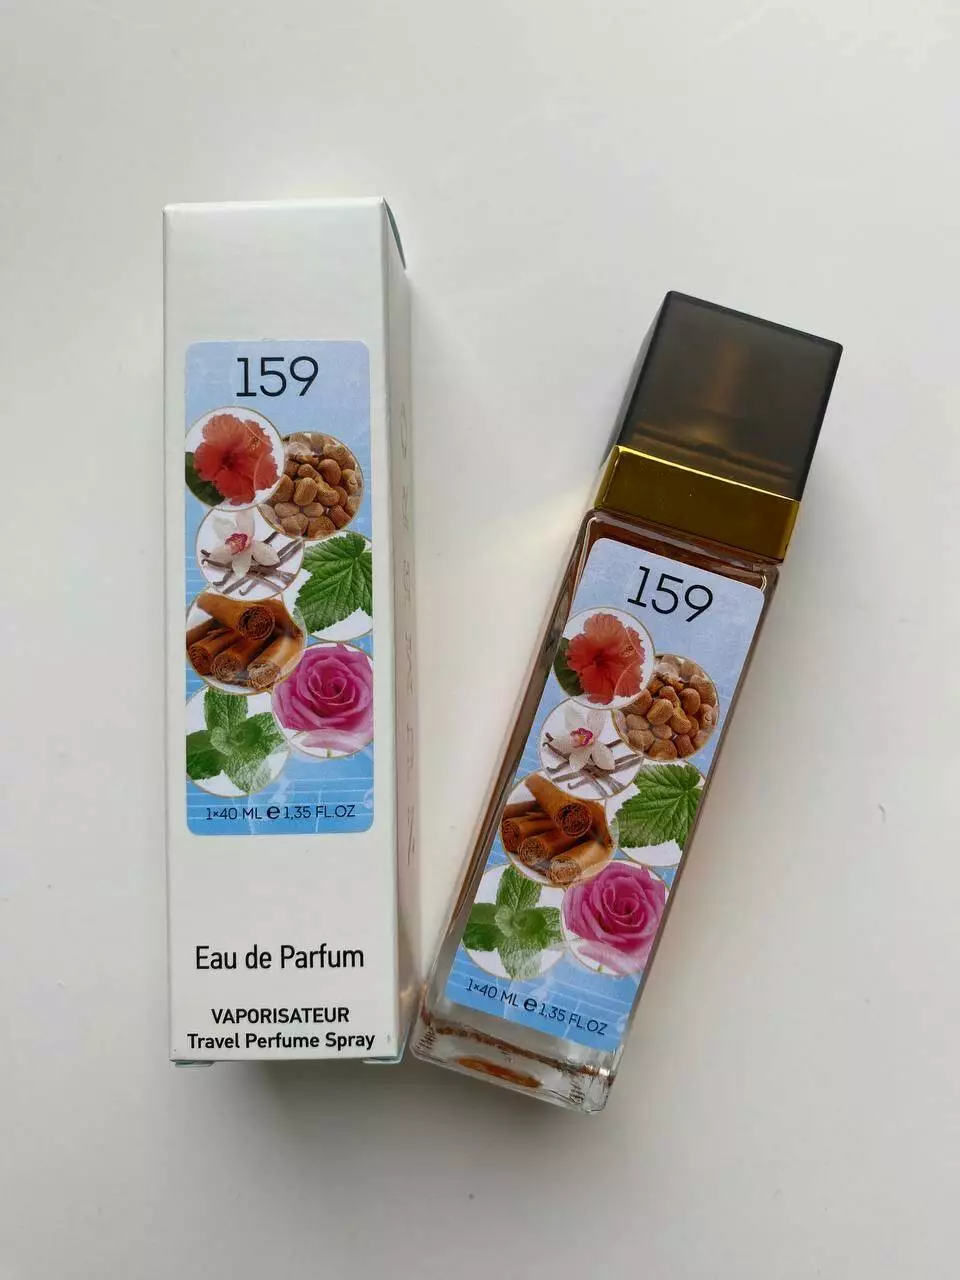 159
1×40 ML e 1,35 FL.OZ
Eau de Parfum
VAPORISATEUR
Travel Perfume Spray
159
1×40 ML e 1,35 FL.OZ